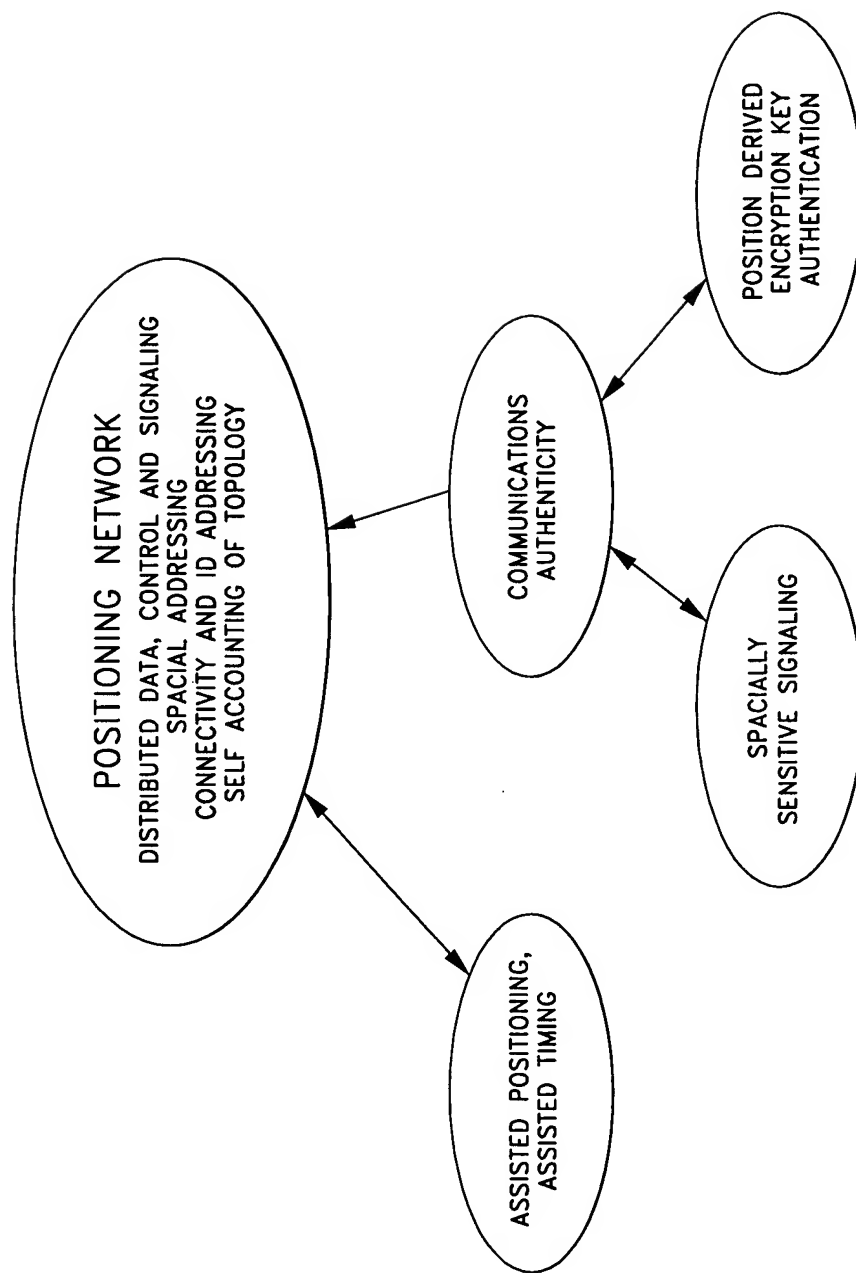 POSITIONING NETWORK
DISTRIBUTED DATA, CONTROL AND SIGNALING
SPACIAL ADDRESSING
CONNECTIVITY AND ID ADDRESSING
SELF ACCOUNTING OF TOPOLOGY
ASSISTED POSITIONING,
ASSISTED TIMING
COMMUNICATIONS
AUTHENTICITY
SPACIALLY
SENSITIVE SIGNALING
POSITION DERIVED
ENCRYPTION KEY
AUTHENTICATION